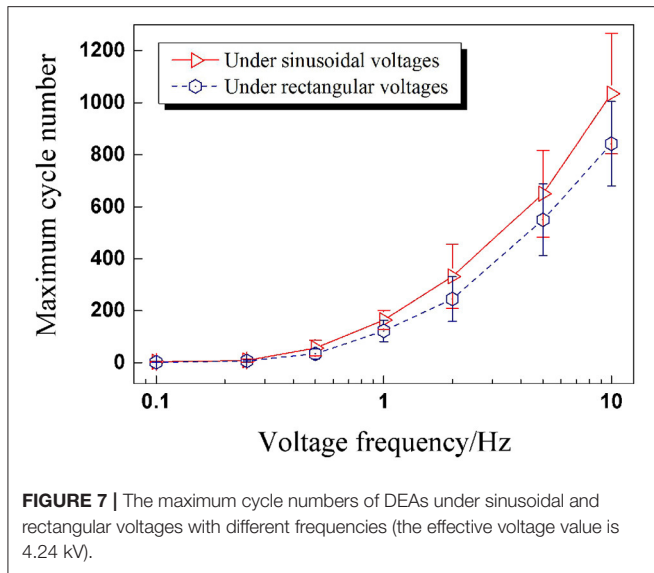 Maximum cycle number
1200
1000
800
600
400
200
0
Under sinusoidal voltages
Under rectangular voltages
0.1
1
10
Voltage frequency/Hz
FIGURE 7 | The maximum cycle numbers of DEAs under sinusoidal and
rectangular voltages with different frequencies (the effective voltage value is
4.24 kV).